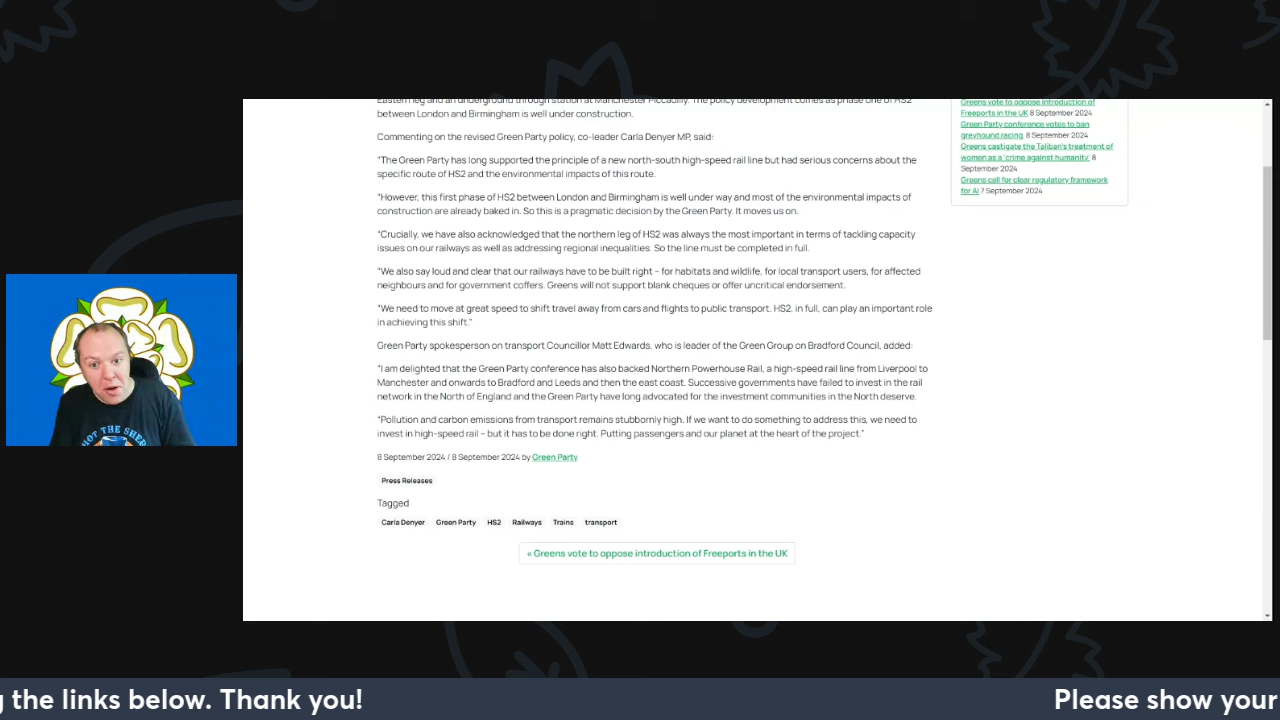 Eastern leg and an underground through station at Manchester Piccadilly. The policy development comes as phase one of HS2
between London and Birmingham is well under construction.
Commenting on the revised Green Party policy, co-leader Carla Denyer MP, said:
“The Green Party has long supported the principle of a new north-south high-speed rail line but had serious concerns about the
specific route of HS2 and the environmental impacts of this route.
“However, this first phase of HS2 between London and Birmingham is well under way and most of the environmental impacts of
construction are already baked in. So this is a pragmatic decision by the Green Party. It moves us on.
“Crucially, we have also acknowledged that the northern leg of HS2 was always the most important in terms of tackling capacity
issues on our railways as well as addressing regional inequalities. So the line must be completed in full.
“We also say loud and clear that our railways have to be built right – for habitats and wildlife, for local transport users, for affected
neighbours and for government coffers. Greens will not support blank cheques or offer uncritical endorsement.
“We need to move at great speed to shift travel away from cars and flights to public transport. HS2, in full, can play an important role
in achieving this shift.”
Green Party spokesperson on transport Councillor Matt Edwards, who is leader of the Green Group on Bradford Council, added:
“I am delighted that the Green Party conference has also backed Northern Powerhouse Rail, a high-speed rail line from Liverpool to
Manchester and onwards to Bradford and Leeds and then the east coast. Successive governments have failed to invest in the rail
network in the North of England and the Green Party have long advocated for the investment communities in the North deserve.
“Pollution and carbon emissions from transport remains stubbornly high. If we want to do something to address this, we need to
invest in high-speed rail – but it has to be done right. Putting passengers and our planet at the heart of the project.”
8 September 2024 / 8 September 2024 by Green Party
Press Releases
Tagged
Carla Denyer Green Party HS2 Railways Trains transport
« Greens vote to oppose introduction of Freeports in the UK
Greens vote to oppose introduction of
Freeports in the UK 8 September 2024
Green Party conference votes to ban
greyhound racing 8 September 2024
Greens castigate the Taliban's treatment of
women as a ‘crime against humanity’ 8
September 2024
Greens call for clear regulatory framework
for AI 7 September 2024
HOT THE SHER
g the links below. Thank you!
Please show your